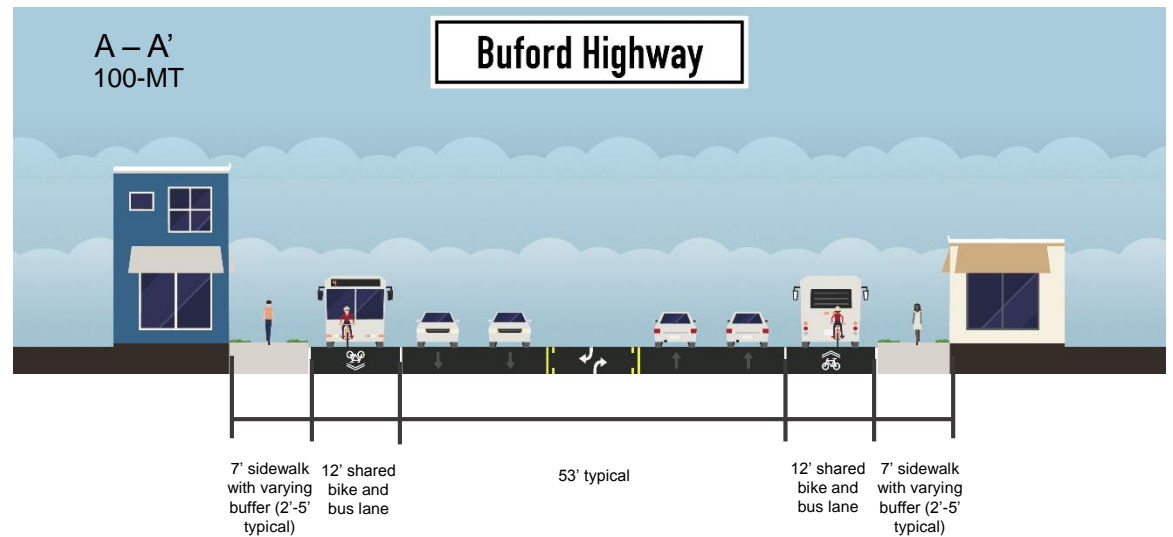 A – A’
100-MT
Buford Highway
7’ sidewalk
with varying
buffer (2’-5’
typical)
12’ shared
bike and
bus lane
53’ typical
12’ shared
bike and
bus lane
7’ sidewalk
with varying
buffer (2’-5’
typical)